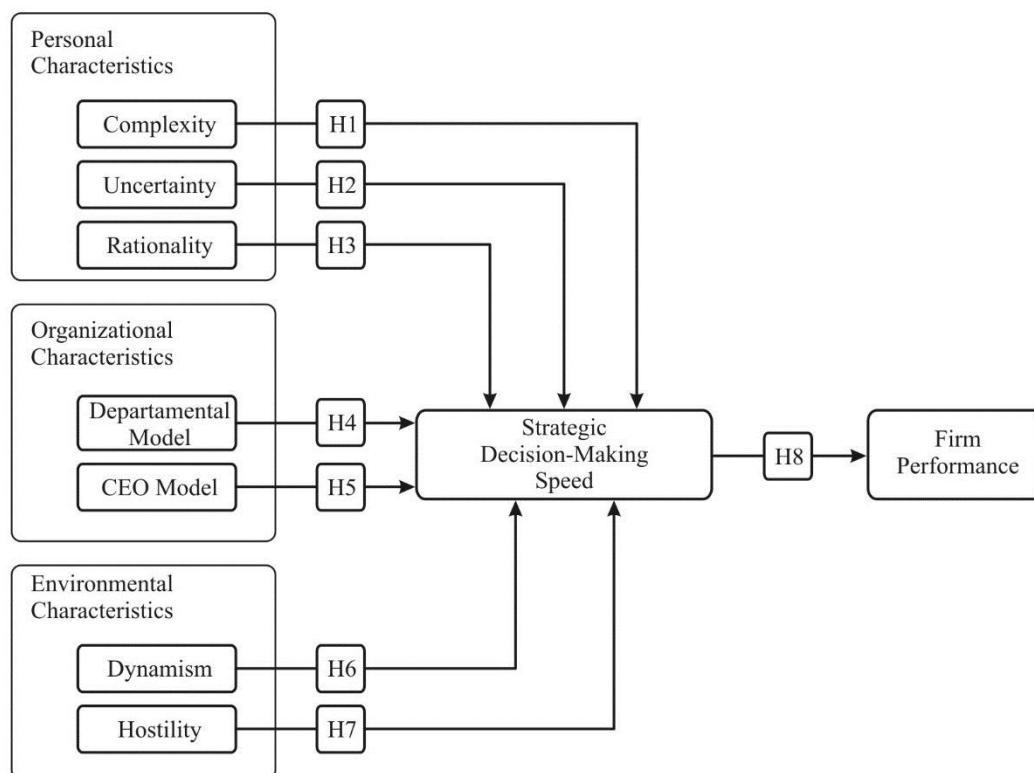 Personal
Characteristics
Complexity
H1
Uncertainty
H2
Rationality
H3
Organizational
Characteristics
Departamental
Model
H4
CEO Model
H5
Strategic
Decision-Making
Speed
H8
Firm
Performance
Environmental
Characteristics
Dynamism
H6
Hostility
H7